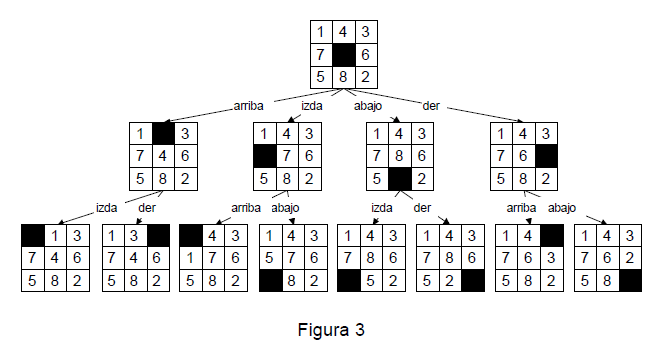 1 4 3
7 6
5 8 2
arriba izda abajo der
1 3 1 4 3 1 4 3 1 4 3
7 4 6 7 6 7 8 6 7 6
5 8 2 5 8 2 5 2 5 8 2
izda der arriba abajo izda der arriba abajo
1 3 1 3 4 3 1 4 3 1 4 3 1 4 3 1 4 1 4 3
7 4 6 7 4 6 1 7 6 5 7 6 7 8 6 7 8 6 7 6 3 7 6 2
5 8 2 5 8 2 5 8 2 8 2 5 2 5 2 5 8 2 5 8
Figura 3